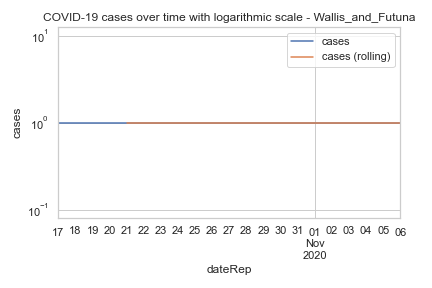 COVID-19 cases over time with logarithmic scale - Wallis_and_Futuna
cases
cases (rolling)
10¹
10⁰
10⁻¹
cases
17 18 19 20 21 22 23 24 25 26 27 28 29 30 31 01 02 03 04 05 06
Nov
2020
dateRep